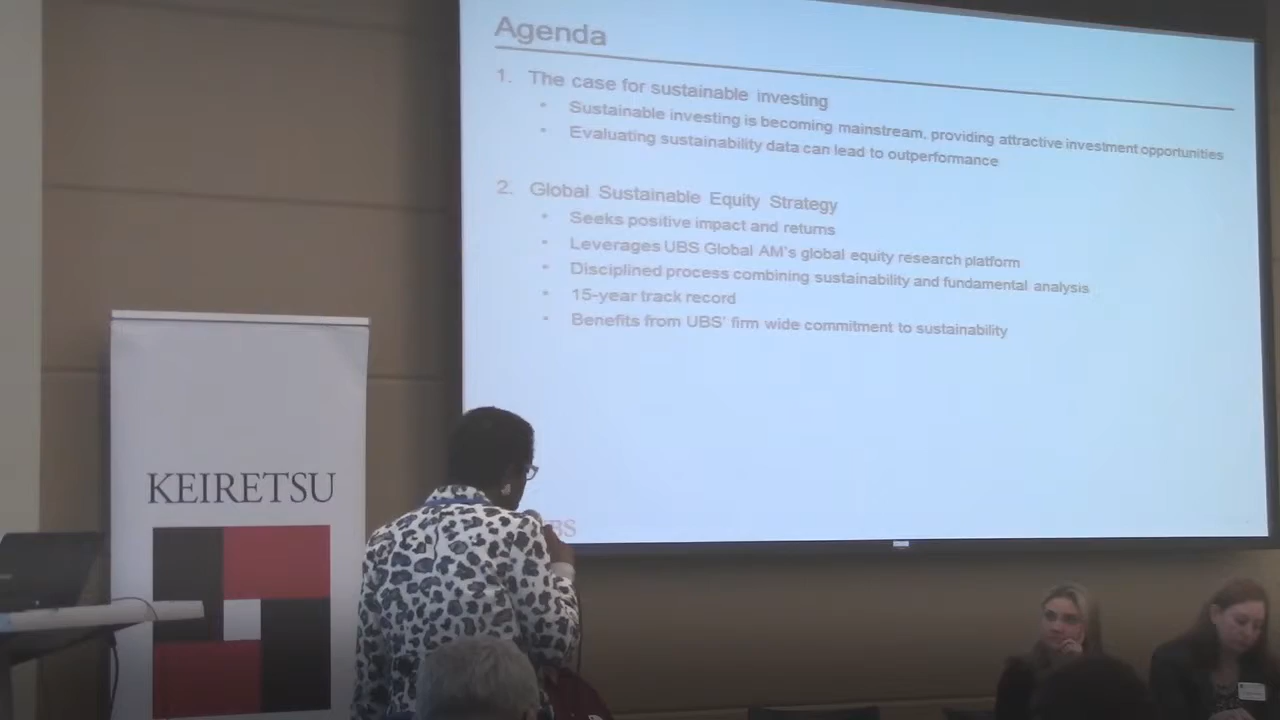 Agenda
1. The case for sustainable investing
• Sustainable investing is becoming mainstream, providing attractive investment opportunities
• Evaluating sustainability data can lead to outperformance
2. Global Sustainable Equity Strategy
• Seeks positive impact and returns
• Leverages UBS Global AM's global equity research platform
• Disciplined process combining sustainability and fundamental analysis
• 15-year track record
• Benefits from UBS' firm wide commitment to sustainability
KEIRETSU
BS